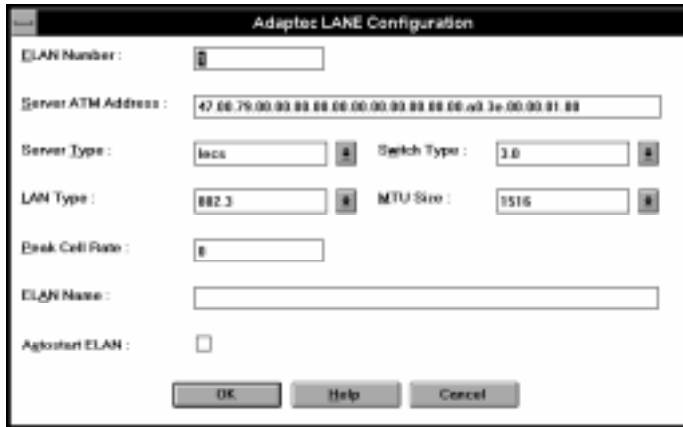 Adaptec LANE Configuration
ELAN Number :
Server ATM Address : 47.00.79.00.00.00.00.00.00.00.00.00.00.a0.3e.00.00.01.00
Server Type : lecs Switch Type : 3.0
LAN Type : 802.3 MTU Size : 1516
Peak Cell Rate : 0
ELAN Name :
Autostart ELAN :
OK Help Cancel